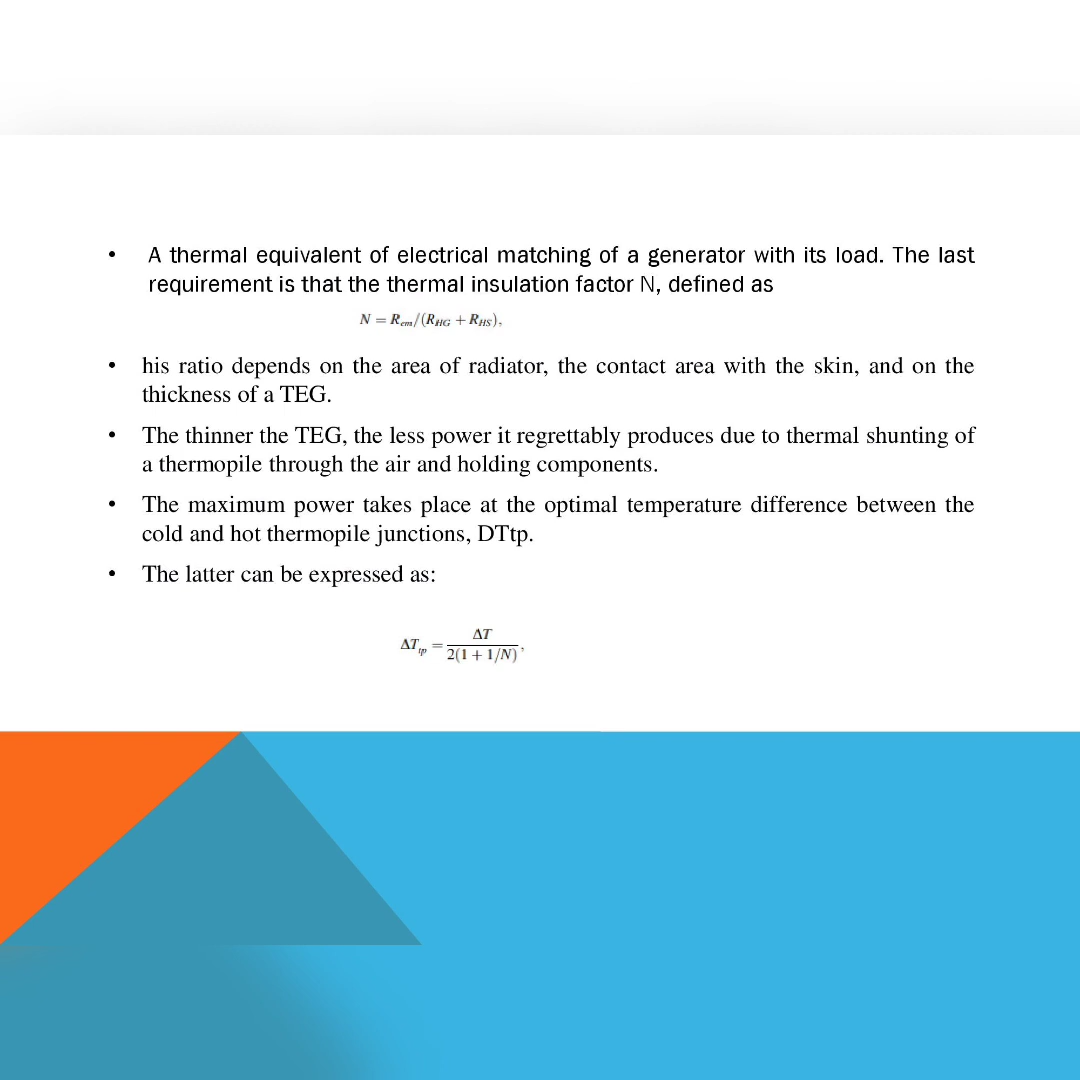 • A thermal equivalent of electrical matching of a generator with its load. The last
requirement is that the thermal insulation factor N, defined as
N = R_em/(R_HG + R_HS),
• his ratio depends on the area of radiator, the contact area with the skin, and on the
thickness of a TEG.
• The thinner the TEG, the less power it regrettably produces due to thermal shunting of
a thermopile through the air and holding components.
• The maximum power takes place at the optimal temperature difference between the
cold and hot thermopile junctions, DTtp.
• The latter can be expressed as:
ΔT_tp = ΔT / 2(1 + 1/N),